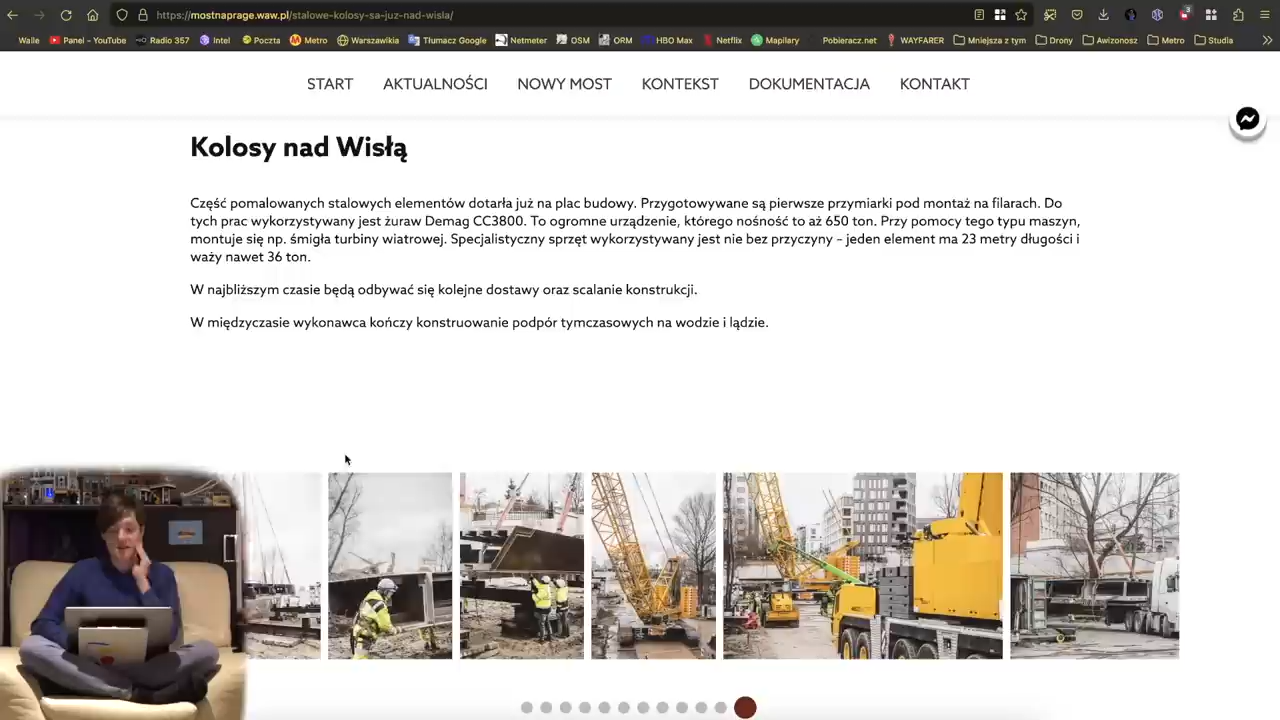 https://mostnaprage.waw.pl/stalowe-kolosy-sa-juz-nad-wisla/
3
Walle Panel - YouTube Radio 357 Intel Poczta Metro Warszawikia Tłumacz Google Netmeter OSM ORM HBO Max Netflix Mapilary Pobieracz.net WAYFARER Mniejsza z tym Drony Awizonosz Metro Studia
START AKTUALNOŚCI NOWY MOST KONTEKST DOKUMENTACJA KONTAKT
Kolosy nad Wisłą
Część pomalowanych stalowych elementów dotarła już na plac budowy. Przygotowywane są pierwsze przymiarki pod montaż na filarach. Do
tych prac wykorzystywany jest żuraw Demag CC3800. To ogromne urządzenie, którego nośność to aż 650 ton. Przy pomocy tego typu maszyn,
montuje się np. śmigła turbiny wiatrowej. Specjalistyczny sprzęt wykorzystywany jest nie bez przyczyny – jeden element ma 23 metry długości i
waży nawet 36 ton.
W najbliższym czasie będą odbywać się kolejne dostawy oraz scalanie konstrukcji.
W międzyczasie wykonawca kończy konstruowanie podpór tymczasowych na wodzie i lądzie.